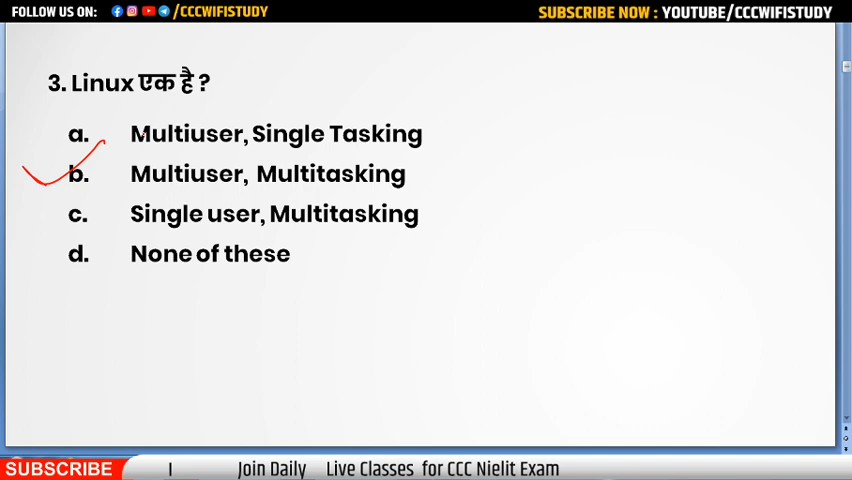 FOLLOW US ON: /CCCWIFISTUDY SUBSCRIBE NOW : YOUTUBE/CCCWIFISTUDY
3. Linux एक है ?
a. Multiuser, Single Tasking
b. Multiuser, Multitasking
c. Single user, Multitasking
d. None of these
SUBSCRIBE I Join Daily Live Classes for CCC Nielit Exam